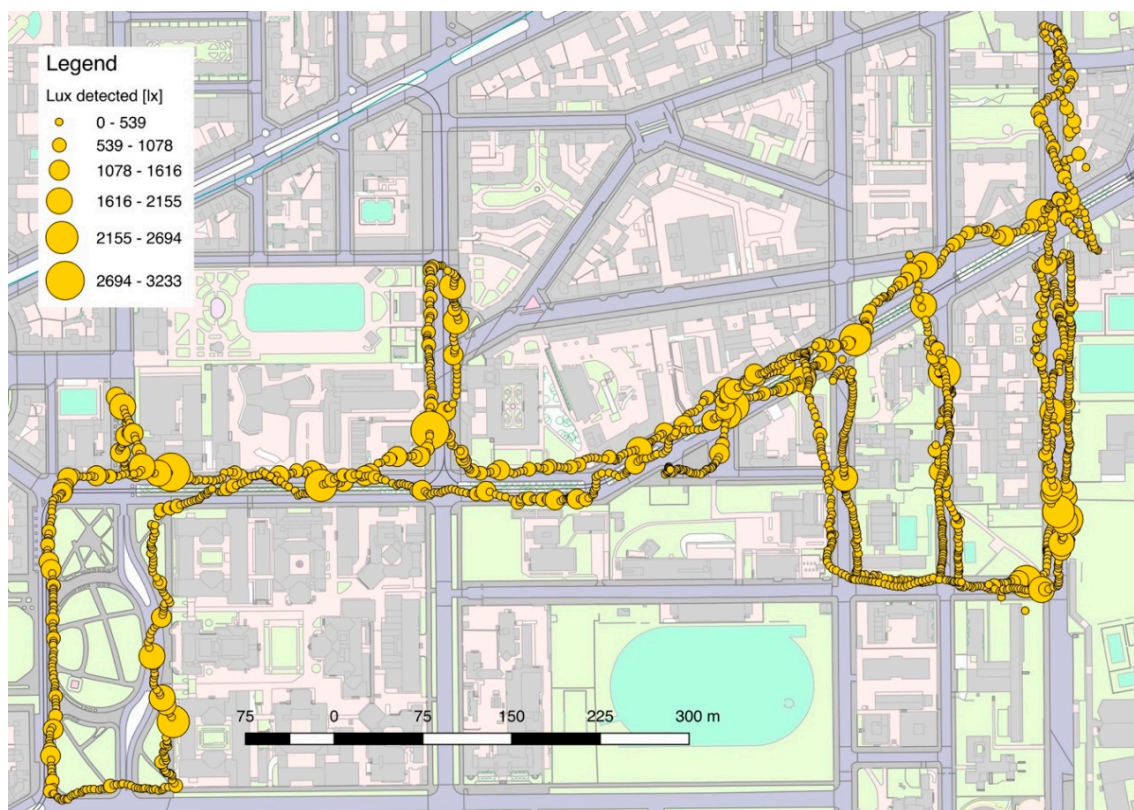 Legend
Lux detected [lx]
0 - 539
539 - 1078
1078 - 1616
1616 - 2155
2155 - 2694
2694 - 3233
75 0 75 150 225 300 m